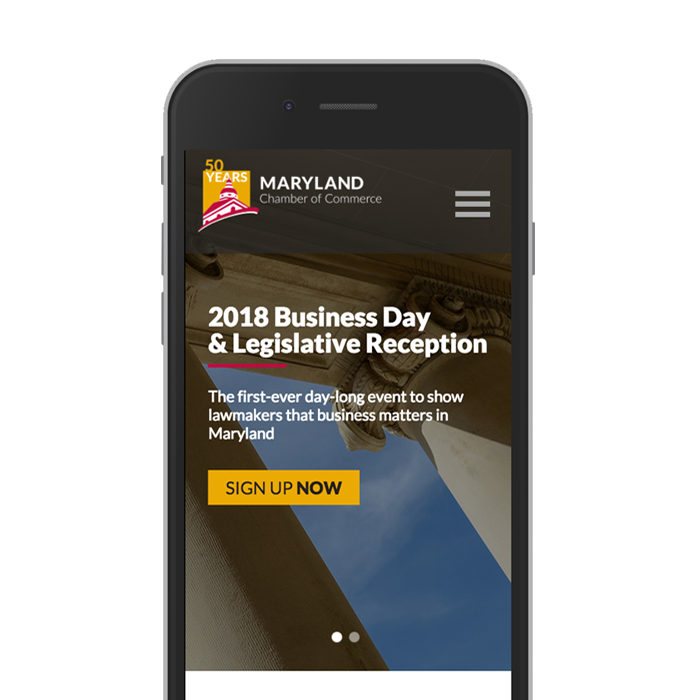 50
YEARS
MARYLAND
Chamber of Commerce
2018 Business Day
& Legislative Reception
The first-ever day-long event to show
lawmakers that business matters in
Maryland
SIGN UP NOW